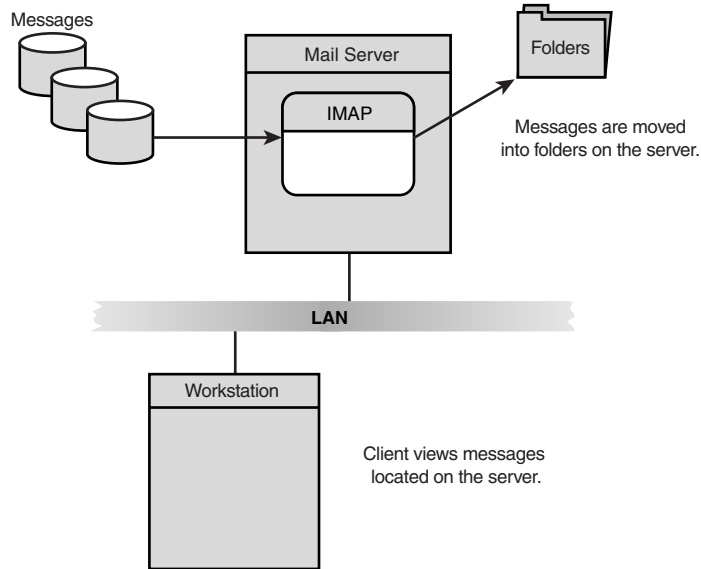 Messages
Mail Server
IMAP
Folders
Messages are moved
into folders on the server.
LAN
Workstation
Client views messages
located on the server.